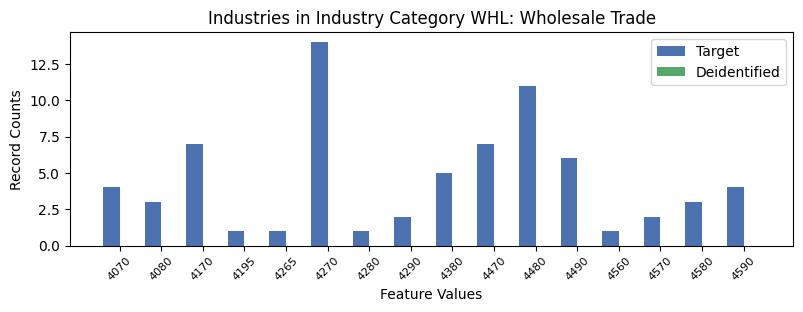 Industries in Industry Category WHL: Wholesale Trade
Target
Deidentified
Record Counts
12.5
10.0
7.5
5.0
2.5
0.0
4070 4080 4170 4195 4265 4270 4280 4290 4380 4470 4480 4490 4560 4570 4580 4590
Feature Values